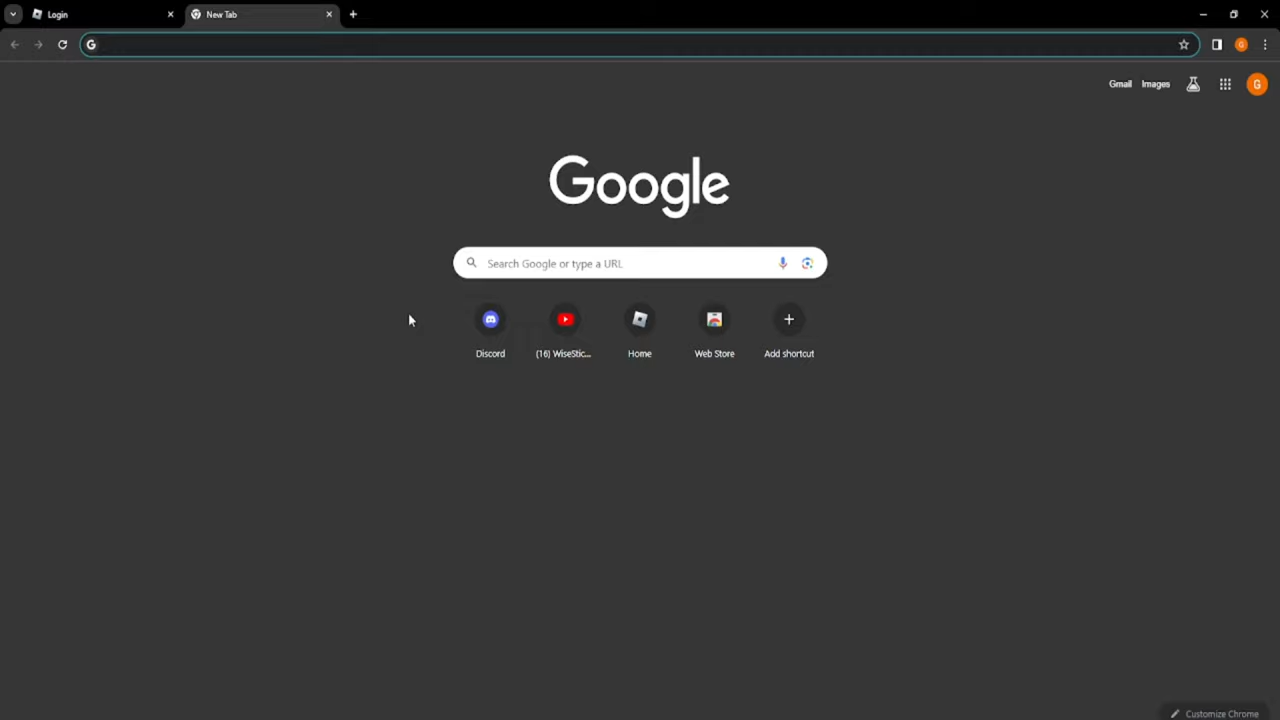 Login
New Tab
Gmail Images
G
Google
Search Google or type a URL
Discord
(16) WiseStic...
Home
Web Store
Add shortcut
Customize Chrome